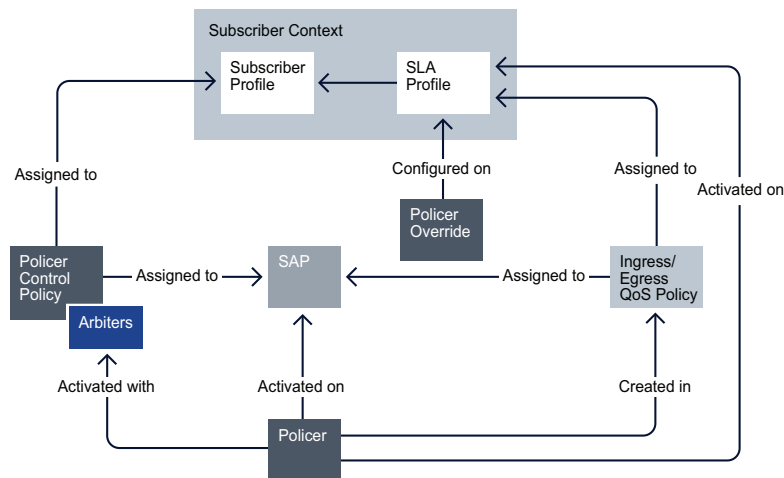 Subscriber Context
Subscriber
Profile
SLA
Profile
Assigned to
Configured on
Assigned to
Activated on
Policer
Override
Policer
Control
Policy
Assigned to
SAP
Assigned to
Ingress/
Egress
QoS Policy
Arbiters
Activated with
Activated on
Created in
Policer